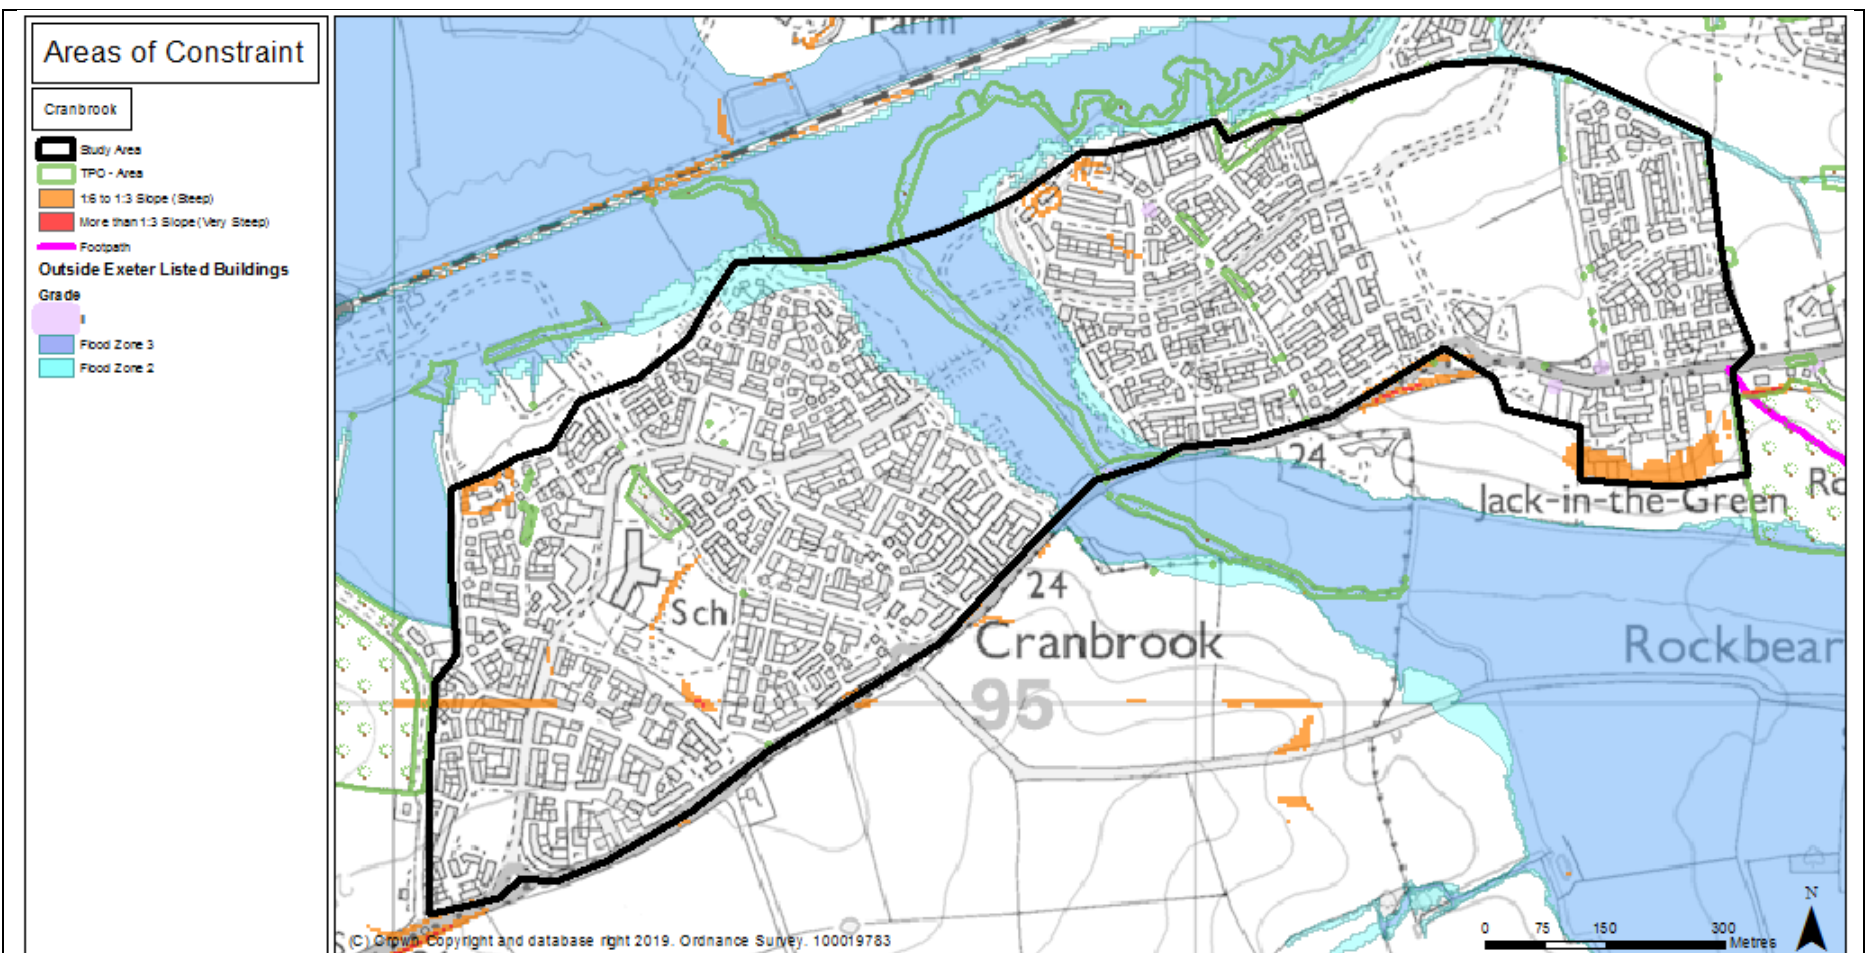 Areas of Constraint
Cranbrook
Study Area
TPO - Area
1:6 to 1:3 Slope (Steep)
More than 1:3 Slope (Very Steep)
Footpath
Outside Exeter Listed Buildings
Grade
II
Flood Zone 3
Flood Zone 2
Farm
Sch
24
Jack-in-the-Green
Ro
24
Cranbrook
95
Rockbear
N
0 75 150 300
Metres
(C) Crown Copyright and database right 2019. Ordnance Survey. 100019783